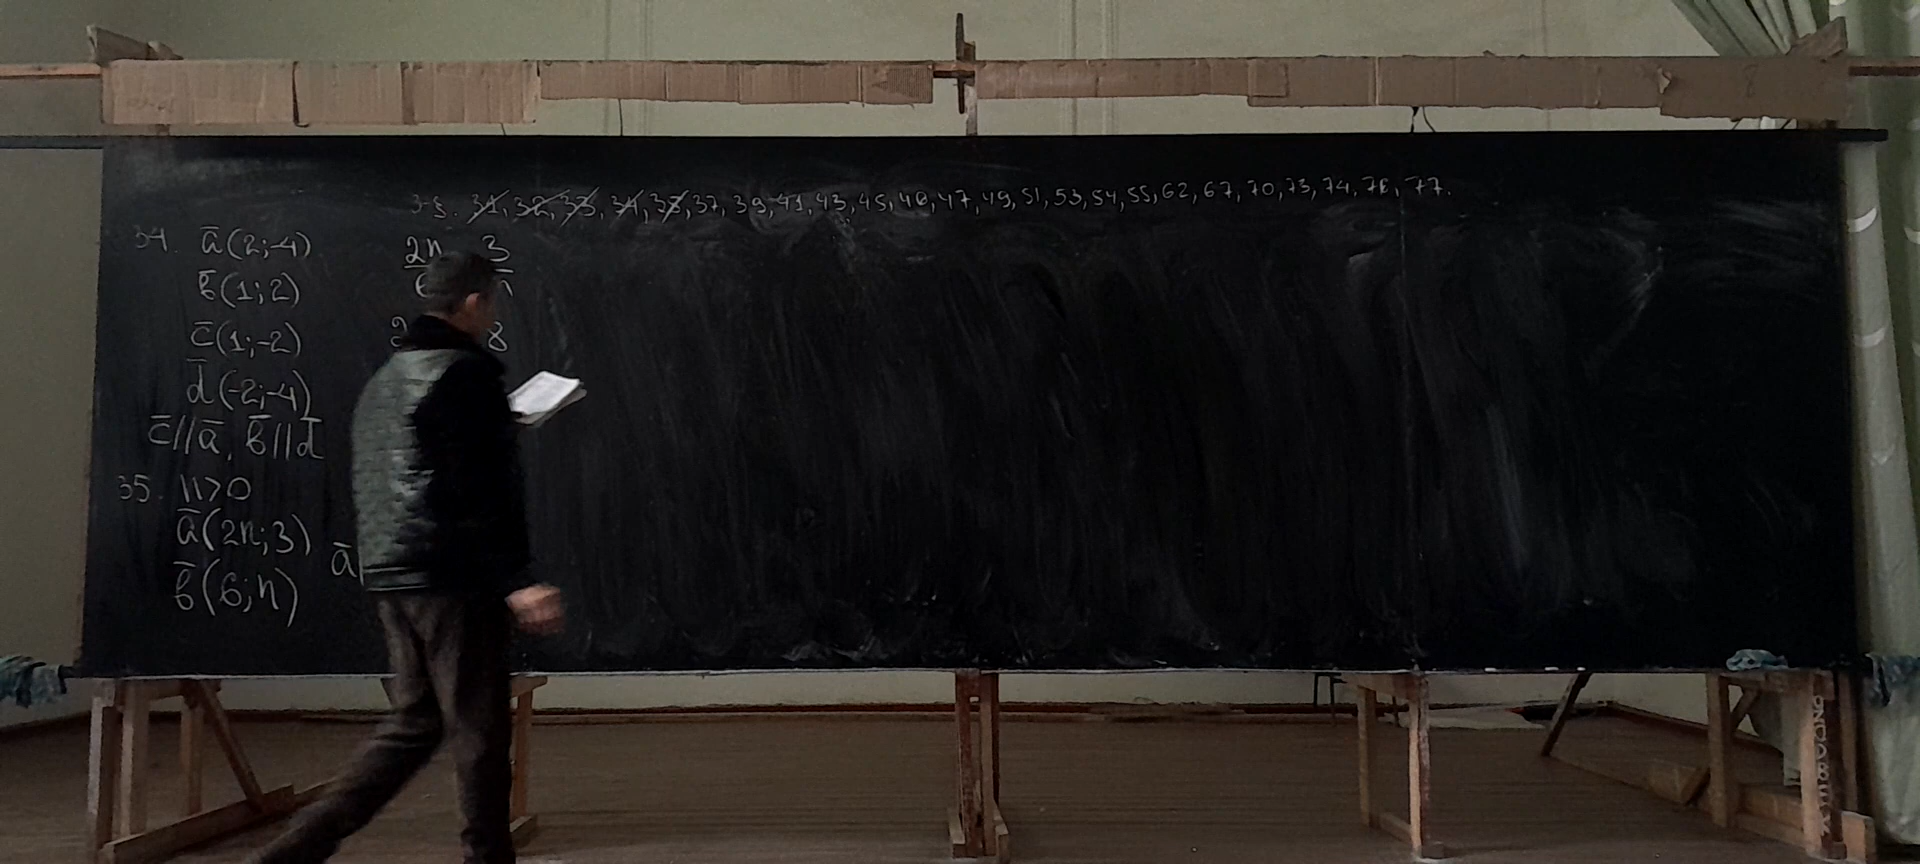 3-§. 31, 32, 33, 34, 35, 37, 39, 41, 43, 45, 46, 47, 49, 51, 53, 54, 55, 62, 67, 70, 73, 74, 76, 77.
34. a̅(2;-4)
в̅(1;2)
c̅(1;-2)
d̅(-2;-4)
c̅//a̅, в̅//d̅
35. n>0
a̅(2n;3)
в̅(6;n)
2n 3
8
a̅